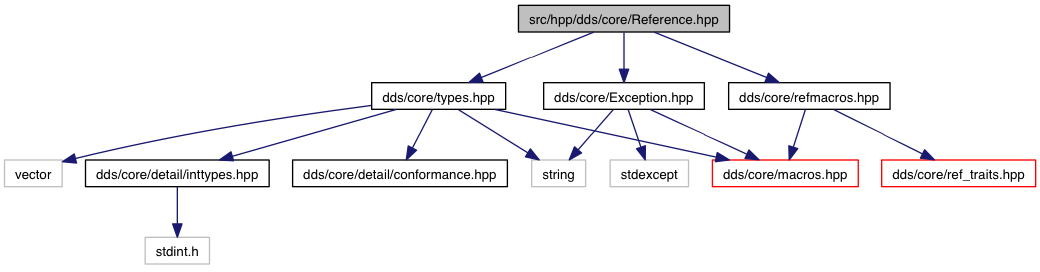 src/hpp/dds/core/Reference.hpp
dds/core/types.hpp
dds/core/Exception.hpp
dds/core/refmacros.hpp
vector
dds/core/detail/inttypes.hpp
dds/core/detail/conformance.hpp
string
stdexcept
dds/core/macros.hpp
dds/core/ref_traits.hpp
stdint.h